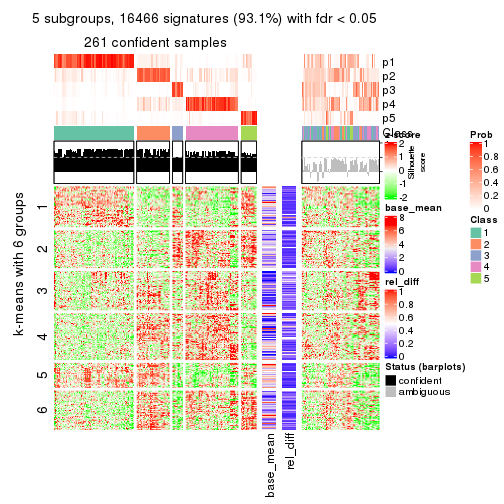 5 subgroups, 16466 signatures (93.1%) with fdr < 0.05
261 confident samples
p1
p2
p3
p4
p5
Class
Silhouette
score
k-means with 6 groups
1
2
3
4
5
6
base_mean
rel_diff
z-score
2
1
0
-1
-2
base_mean
8
6
4
2
0
rel_diff
1
0.8
0.6
0.4
0.2
0
Status (barplots)
confident
ambiguous
Prob
1
0.8
0.6
0.4
0.2
0
Class
1
2
3
4
5